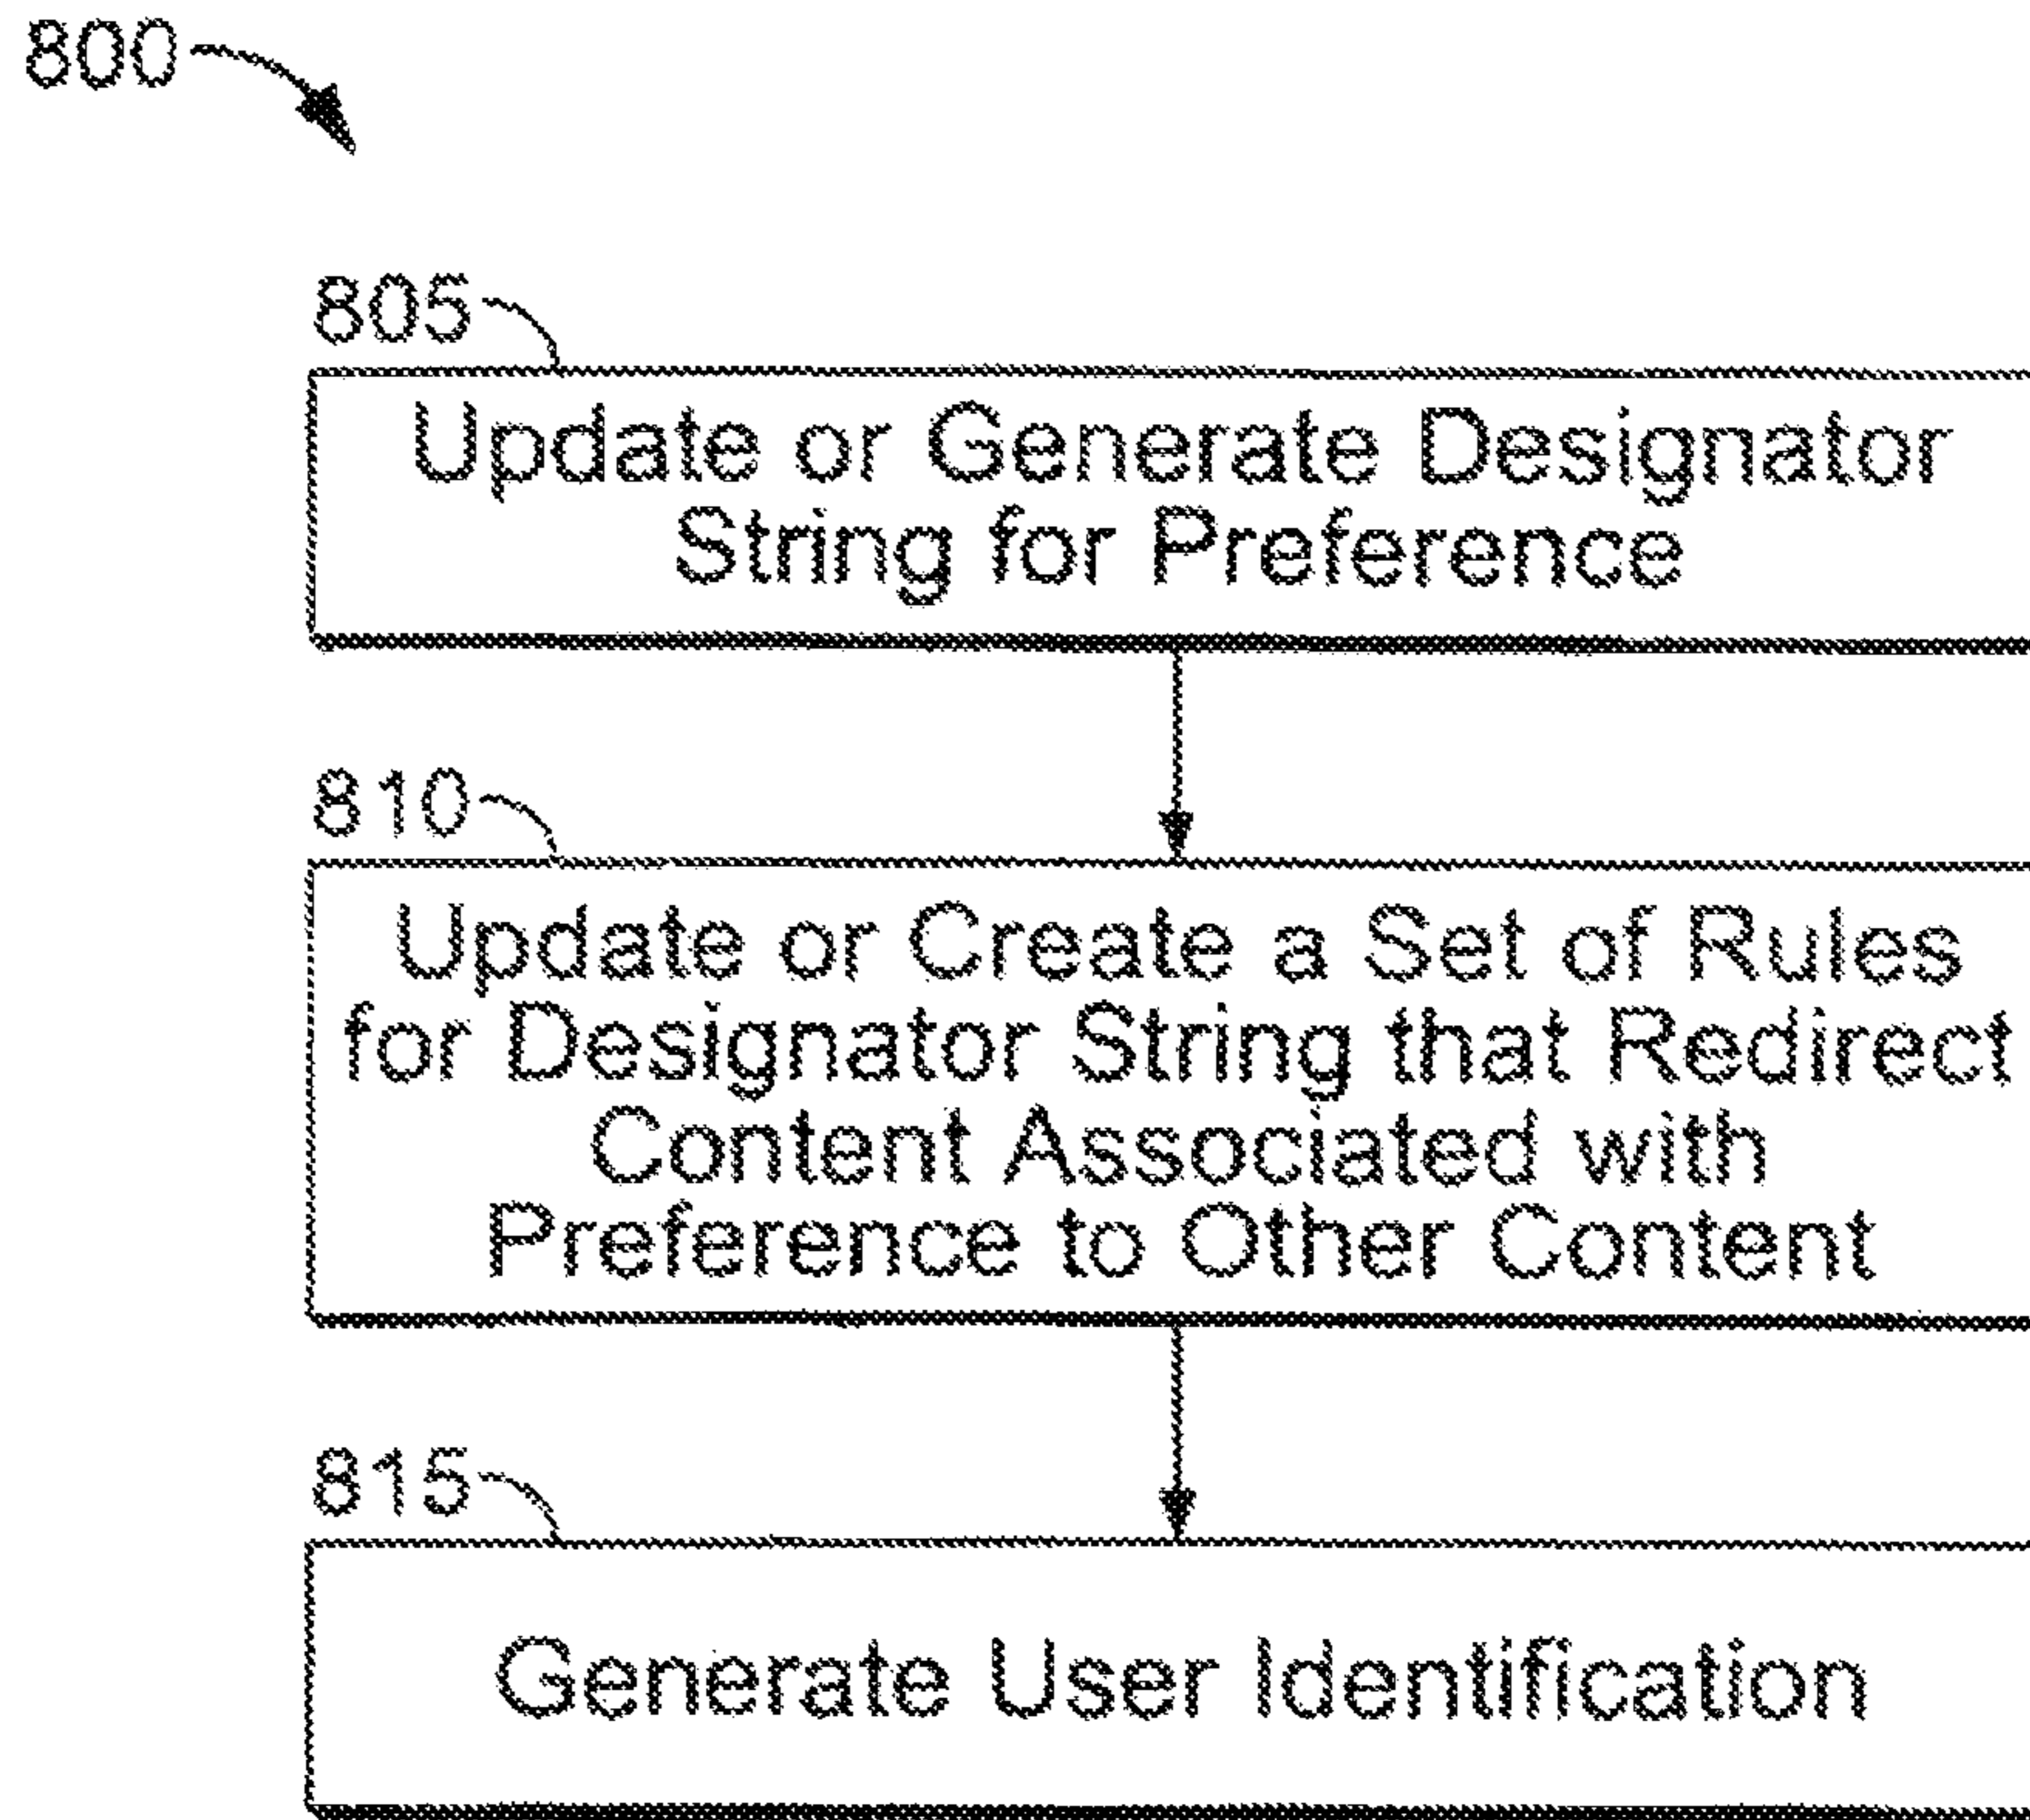 800
805
Update or Generate Designator
String for Preference
810
Update or Create a Set of Rules
for Designator String that Redirect
Content Associated with
Preference to Other Content
815
Generate User Identification